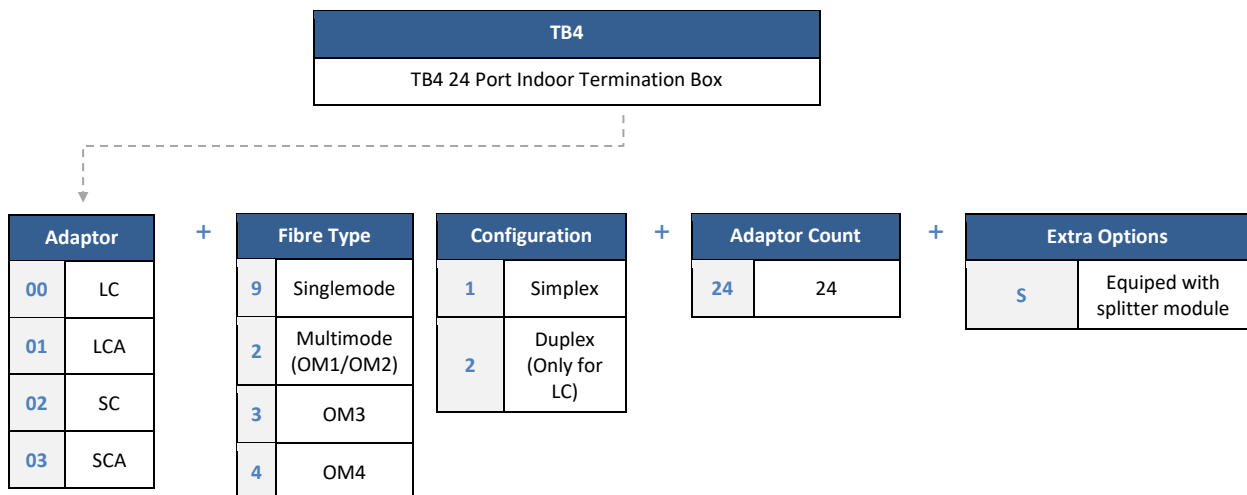 TB4
TB4 24 Port Indoor Termination Box
Adaptor + Fibre Type Configuration + Adaptor Count + Extra Options
00 LC
01 LCA
02 SC
03 SCA
9 Singlemode
2 Multimode
(OM1/OM2)
3 OM3
4 OM4
1 Simplex
2 Duplex
(Only for
LC)
24 24
S Equiped with
splitter module